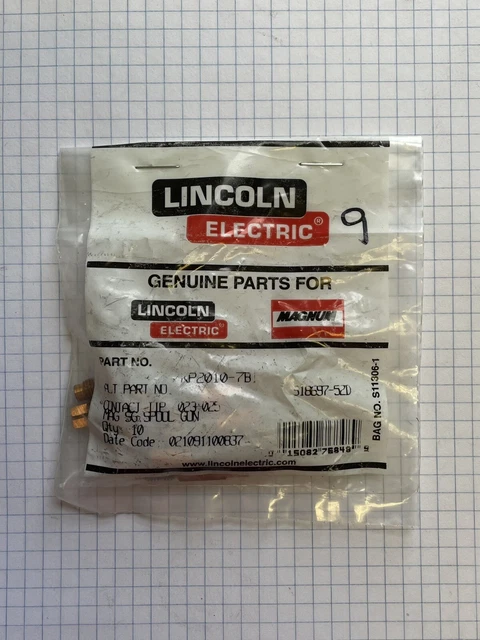 LINCOLN
ELECTRIC®
9
GENUINE PARTS FOR
LINCOLN ELECTRIC® MAGNUM
PART NO. KP2010-7B1
ALT PART NO. S18697-52D
CONTACT TIP .023-.025
MAG SG SPOOL GUN
Qty: 10
Date Code: 021091100837
BAG NO. S11306-1
www.lincolnelectric.com